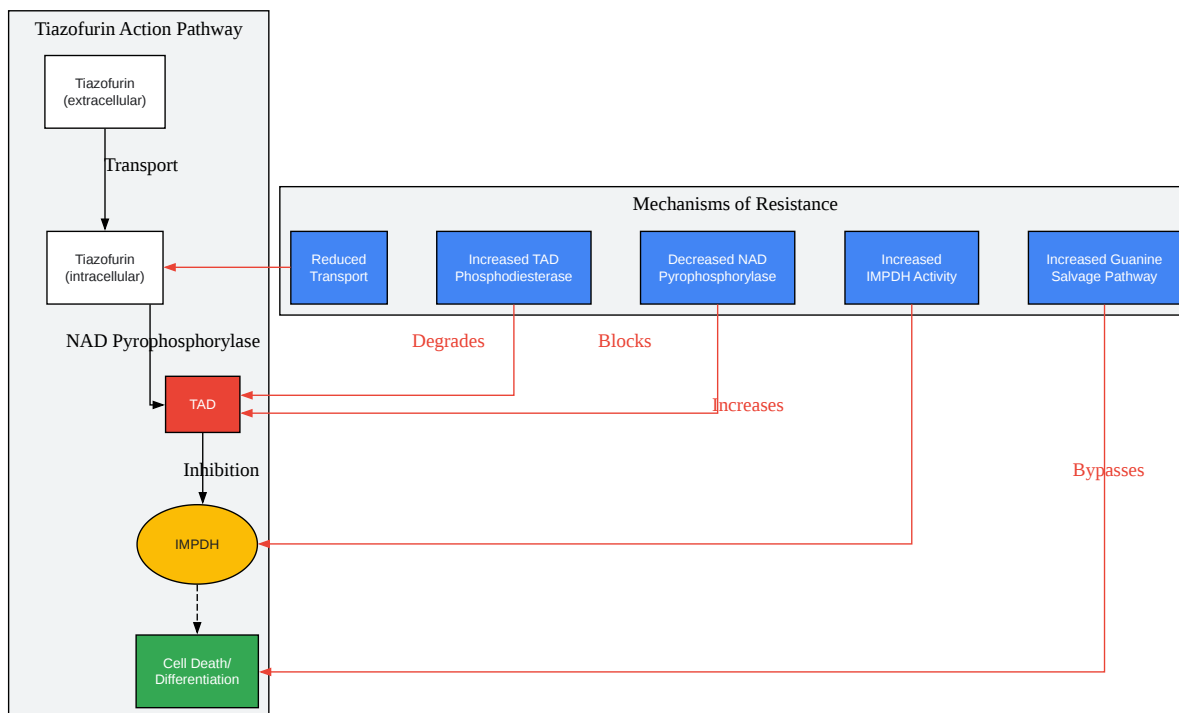 Tiazofurin Action Pathway
Tiazofurin
(extracellular)
Transport
Tiazofurin
(intracellular)
NAD Pyrophosphorylase
TAD
Inhibition
IMPDH
Cell Death/
Differentiation
Mechanisms of Resistance
Reduced
Transport
Increased TAD
Phosphodiesterase
Decreased NAD
Pyrophosphorylase
Increased
IMPDH Activity
Increased Guanine
Salvage Pathway
Degrades
Blocks
Increases
Bypasses